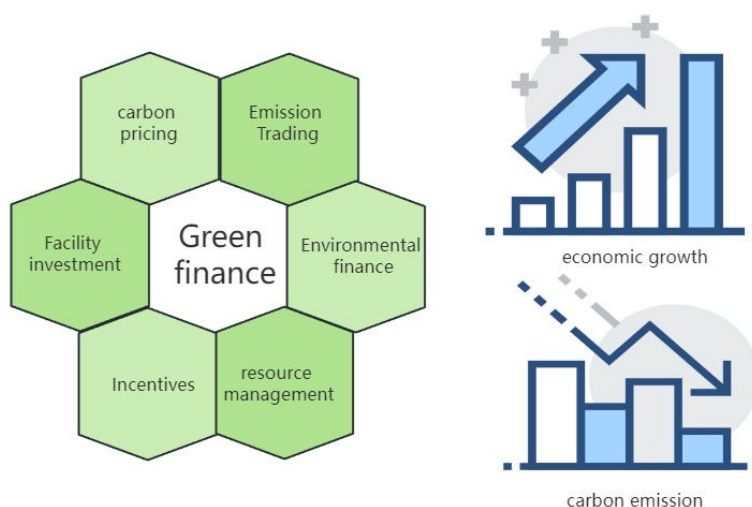 carbon
pricing
Emission
Trading
Facility
investment
Green
finance
Environmental
finance
Incentives
resource
management
economic growth
carbon emission